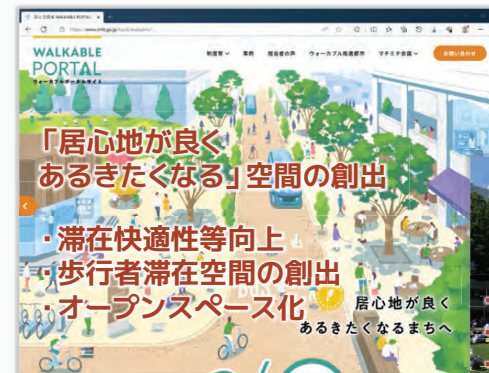 WALKABLE
PORTAL
ウォーカブルポータルサイト
制度等
事例
担当者の声
ウォーカブル推進都市
マチミチ会議
お問い合わせ
「居心地が良く
あるきたくなる」空間の創出
・滞在快適性等向上
・歩行者滞在空間の創出
・オープンスペース化
居心地が良く
あるきたくなるまちへ